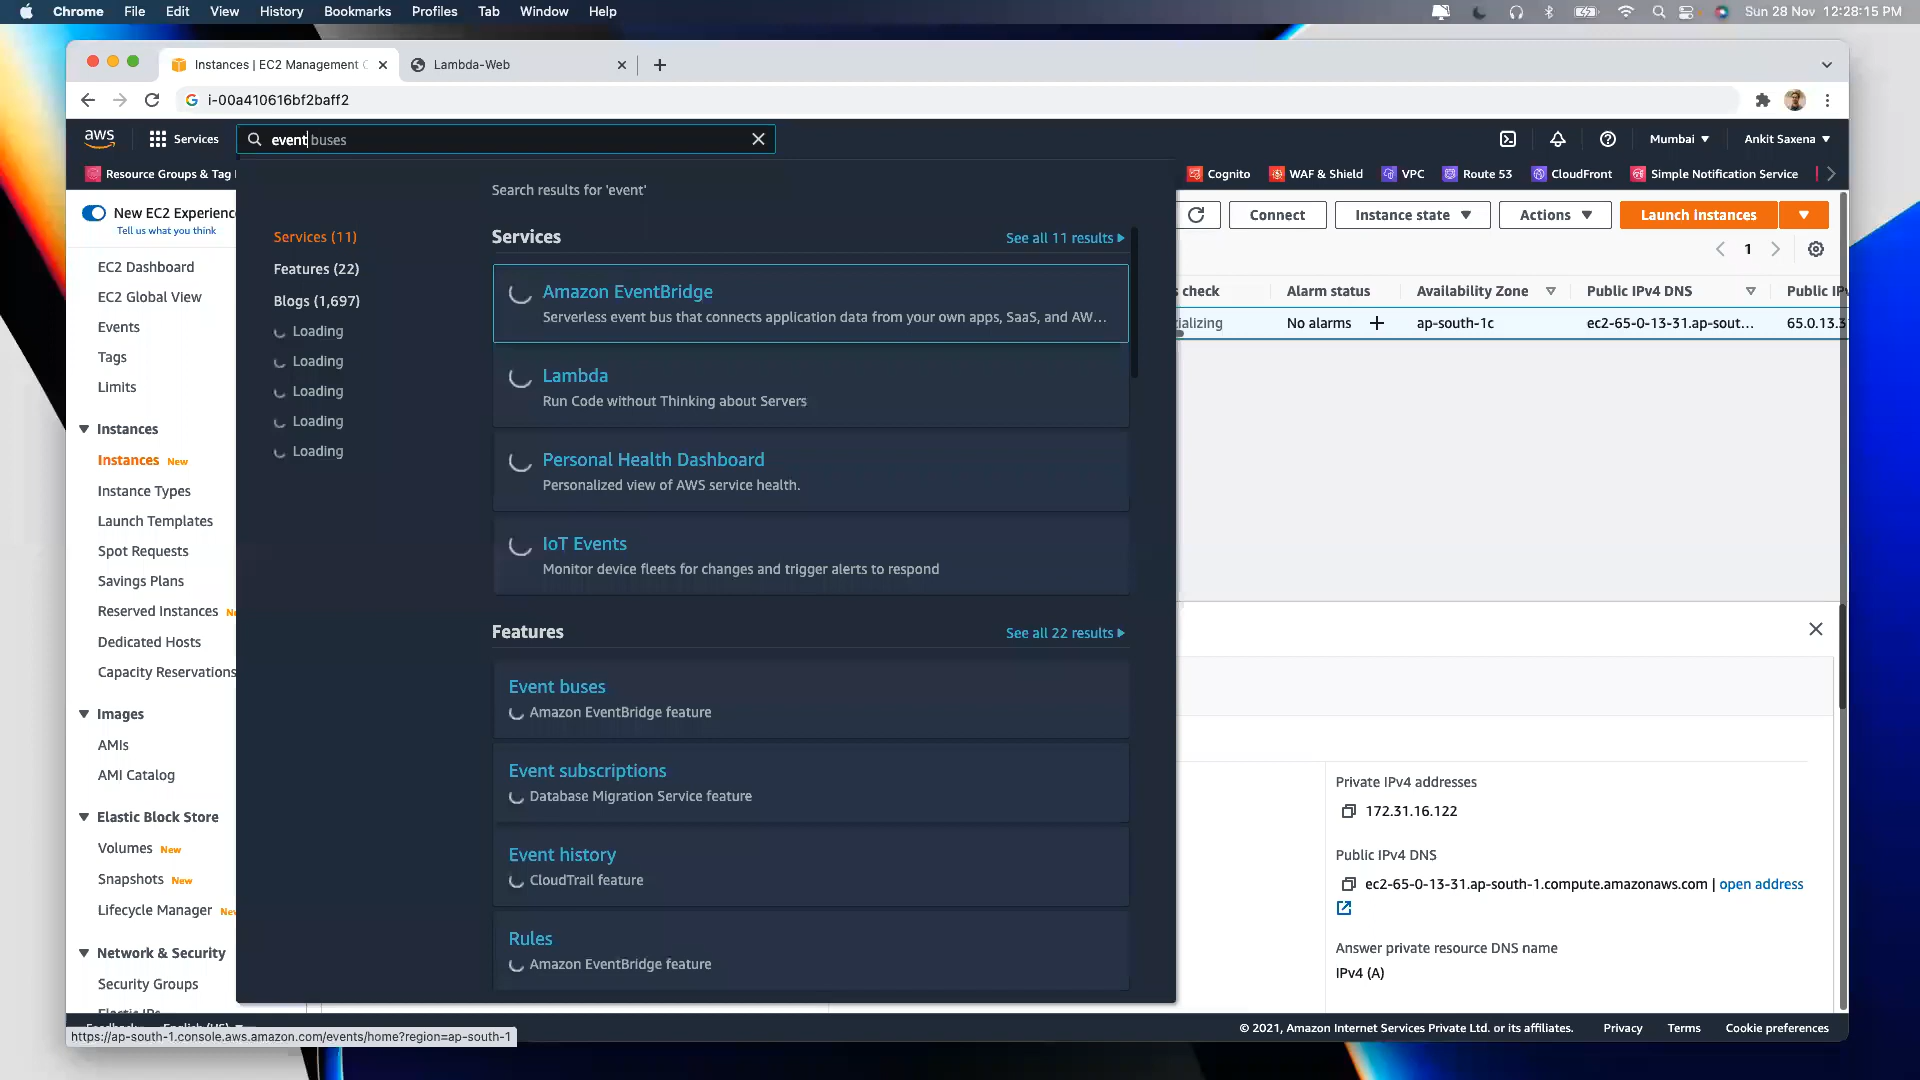 Chrome File Edit View History Bookmarks Profiles Tab Window Help
Sun 28 Nov 12:28:15 PM
Instances | EC2 Management C
Lambda-Web
i-00a410616bf2baff2
aws Services event buses
Mumbai Ankit Saxena
Resource Groups & Tag
Cognito WAF & Shield VPC Route 53 CloudFront Simple Notification Service
Search results for 'event'
New EC2 Experience
Tell us what you think
Connect Instance state Actions Launch instances
1
Services (11)
Features (22)
Blogs (1,697)
Loading
Loading
Loading
Loading
Loading
Services See all 11 results
Amazon EventBridge
Serverless event bus that connects application data from your own apps, SaaS, and AW...
Lambda
Run Code without Thinking about Servers
Personal Health Dashboard
Personalized view of AWS service health.
IoT Events
Monitor device fleets for changes and trigger alerts to respond
Features See all 22 results
Event buses
Amazon EventBridge feature
Event subscriptions
Database Migration Service feature
Event history
CloudTrail feature
Rules
Amazon EventBridge feature
EC2 Dashboard
EC2 Global View
Events
Tags
Limits
Instances
Instances New
Instance Types
Launch Templates
Spot Requests
Savings Plans
Reserved Instances
Dedicated Hosts
Capacity Reservations
Images
AMIs
AMI Catalog
Elastic Block Store
Volumes New
Snapshots New
Lifecycle Manager
Network & Security
Security Groups
s check Alarm status Availability Zone Public IPv4 DNS Public IPv
ializing No alarms ap-south-1c ec2-65-0-13-31.ap-sout... 65.0.13.3
Private IPv4 addresses
172.31.16.122
Public IPv4 DNS
ec2-65-0-13-31.ap-south-1.compute.amazonaws.com | open address
Answer private resource DNS name
IPv4 (A)
https://ap-south-1.console.aws.amazon.com/events/home?region=ap-south-1
© 2021, Amazon Internet Services Private Ltd. or its affiliates. Privacy Terms Cookie preferences